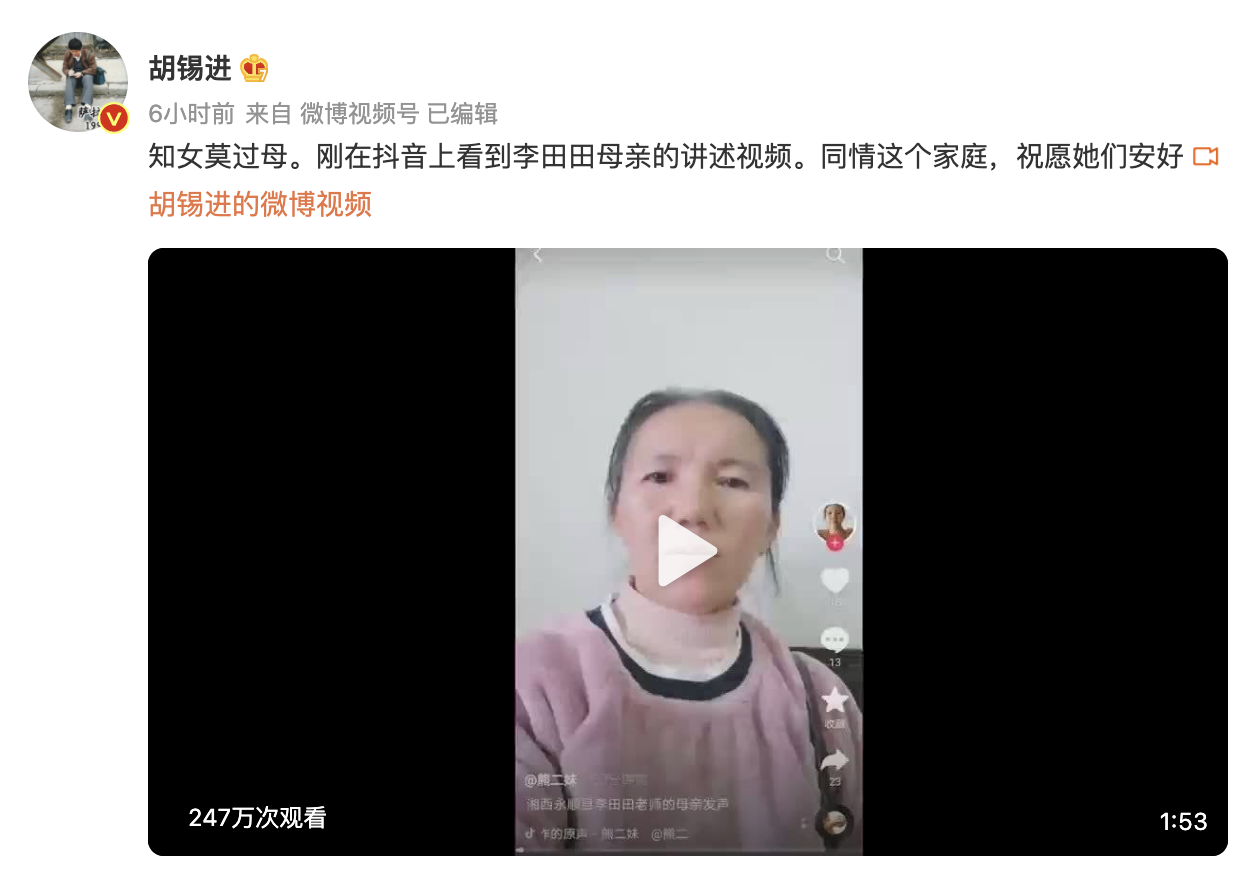 胡锡进
6小时前 来自 微博视频号 已编辑
知女莫过母。刚在抖音上看到李田田母亲的讲述视频。同情这个家庭，祝愿她们安好
胡锡进的微博视频
13
收藏
@熊二妹
23
湘西永顺县李田田老师的母亲发声
247万次观看
1:53
乍的原声 - 熊二妹 @熊二